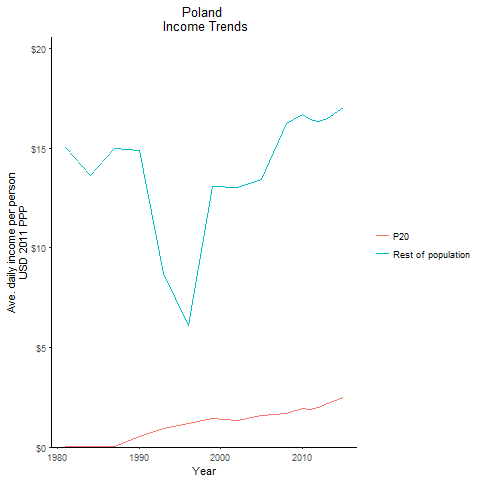 Poland
Income Trends
$20
$15
$10
$5
$0
1980
1990
2000
2010
Year
Ave. daily income per person
USD 2011 PPP
P20
Rest of population